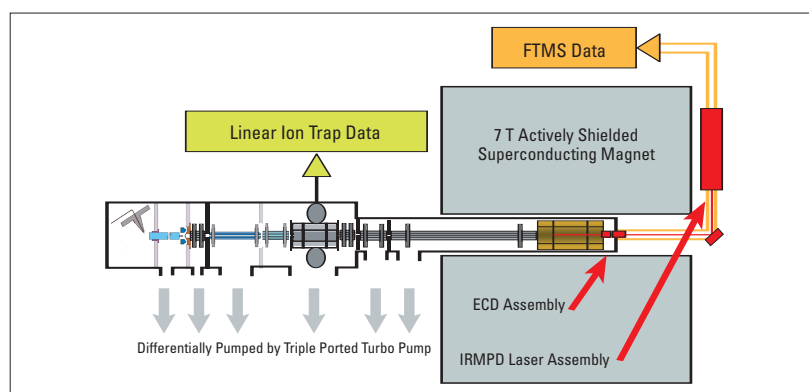 FTMS Data
Linear Ion Trap Data
7 T Actively Shielded
Superconducting Magnet
ECD Assembly
Differentially Pumped by Triple Ported Turbo Pump
IRMPD Laser Assembly